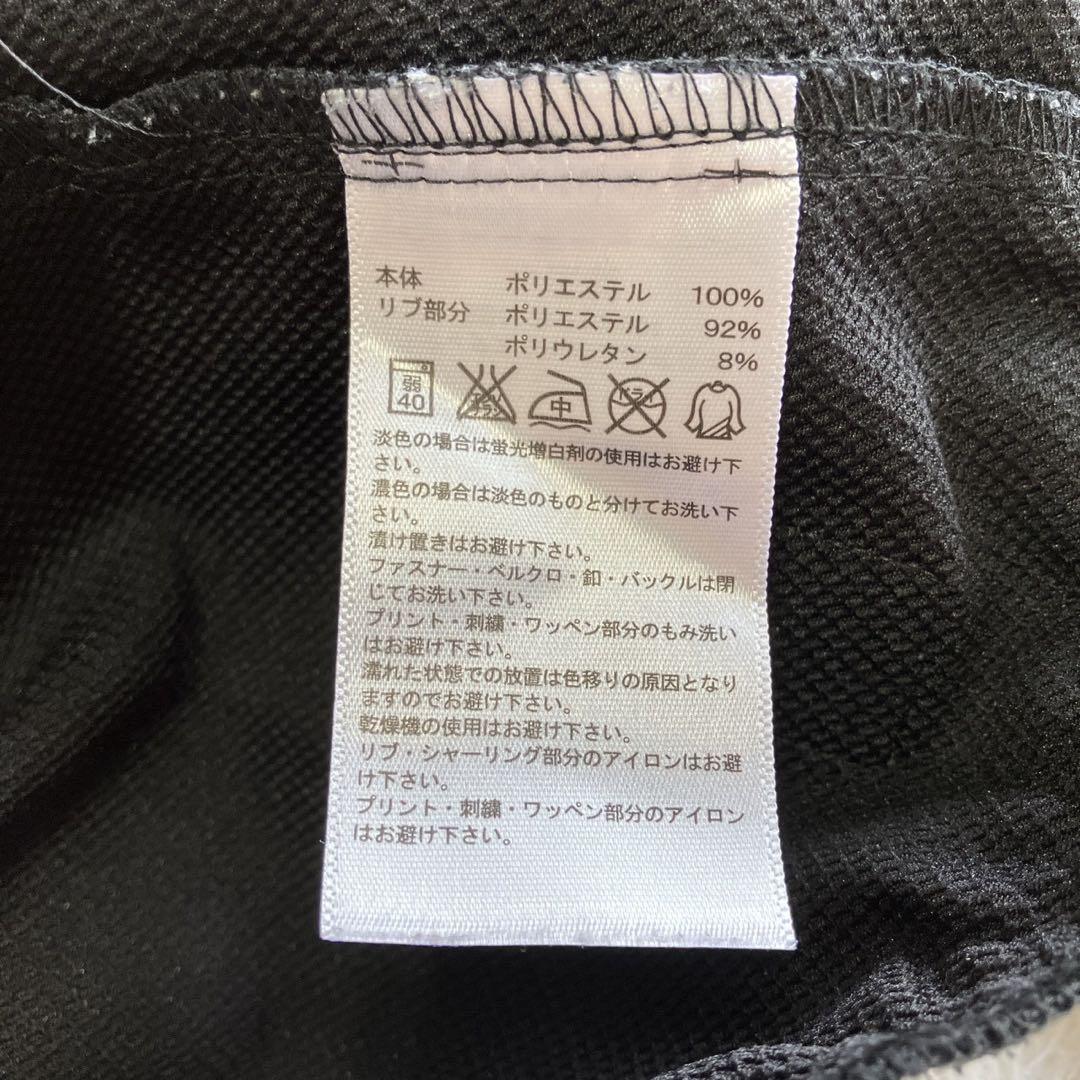 本体 ポリエステル 100%
リブ部分 ポリエステル 92%
ポリウレタン 8%
弱 40 エンソサラシ 中 ドライ
淡色の場合は蛍光増白剤の使用はお避け下
さい。
濃色の場合は淡色のものと分けてお洗い下
さい。
漬け置きはお避け下さい。
ファスナー・ベルクロ・釦・バックルは閉
じてお洗い下さい。
プリント・刺繍・ワッペン部分のもみ洗い
はお避け下さい。
濡れた状態での放置は色移りの原因となり
ますのでお避け下さい。
乾燥機の使用はお避け下さい。
リブ・シャーリング部分のアイロンはお避
け下さい。
プリント・刺繍・ワッペン部分のアイロン
はお避け下さい。